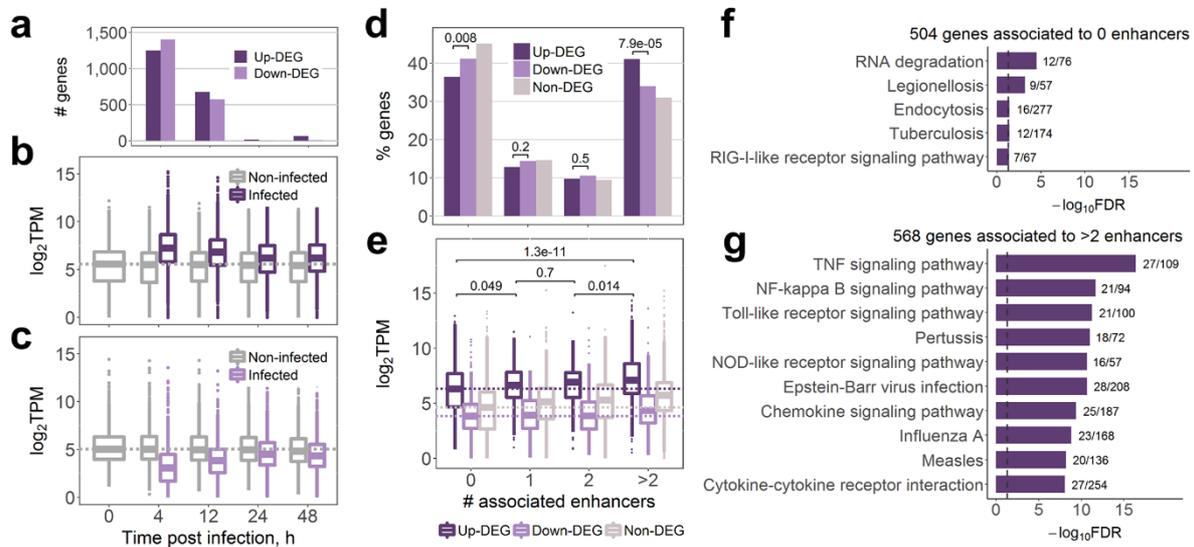 a
1,500
1,000
500
0
# genes
Up-DEG
Down-DEG
b
15
10
5
0
log2TPM
Non-infected
Infected
c
15
10
5
0
log2TPM
Non-infected
Infected
0 4 12 24 48
Time post infection, h
d
40
30
20
10
0
% genes
0.008
0.2
0.5
7.9e-05
Up-DEG
Down-DEG
Non-DEG
e
1.3e-11
0.7
0.049
0.014
15
10
5
0
log2TPM
0 1 2 >2
# associated enhancers
Up-DEG Down-DEG Non-DEG
f
504 genes associated to 0 enhancers
RNA degradation 12/76
Legionellosis 9/57
Endocytosis 16/277
Tuberculosis 12/174
RIG-I-like receptor signaling pathway 7/67
0 5 10 15
−log10FDR
g
568 genes associated to >2 enhancers
TNF signaling pathway 27/109
NF-kappa B signaling pathway 21/94
Toll-like receptor signaling pathway 21/100
Pertussis 18/72
NOD-like receptor signaling pathway 16/57
Epstein-Barr virus infection 28/208
Chemokine signaling pathway 25/187
Influenza A 23/168
Measles 20/136
Cytokine-cytokine receptor interaction 27/254
0 5 10 15
−log10FDR